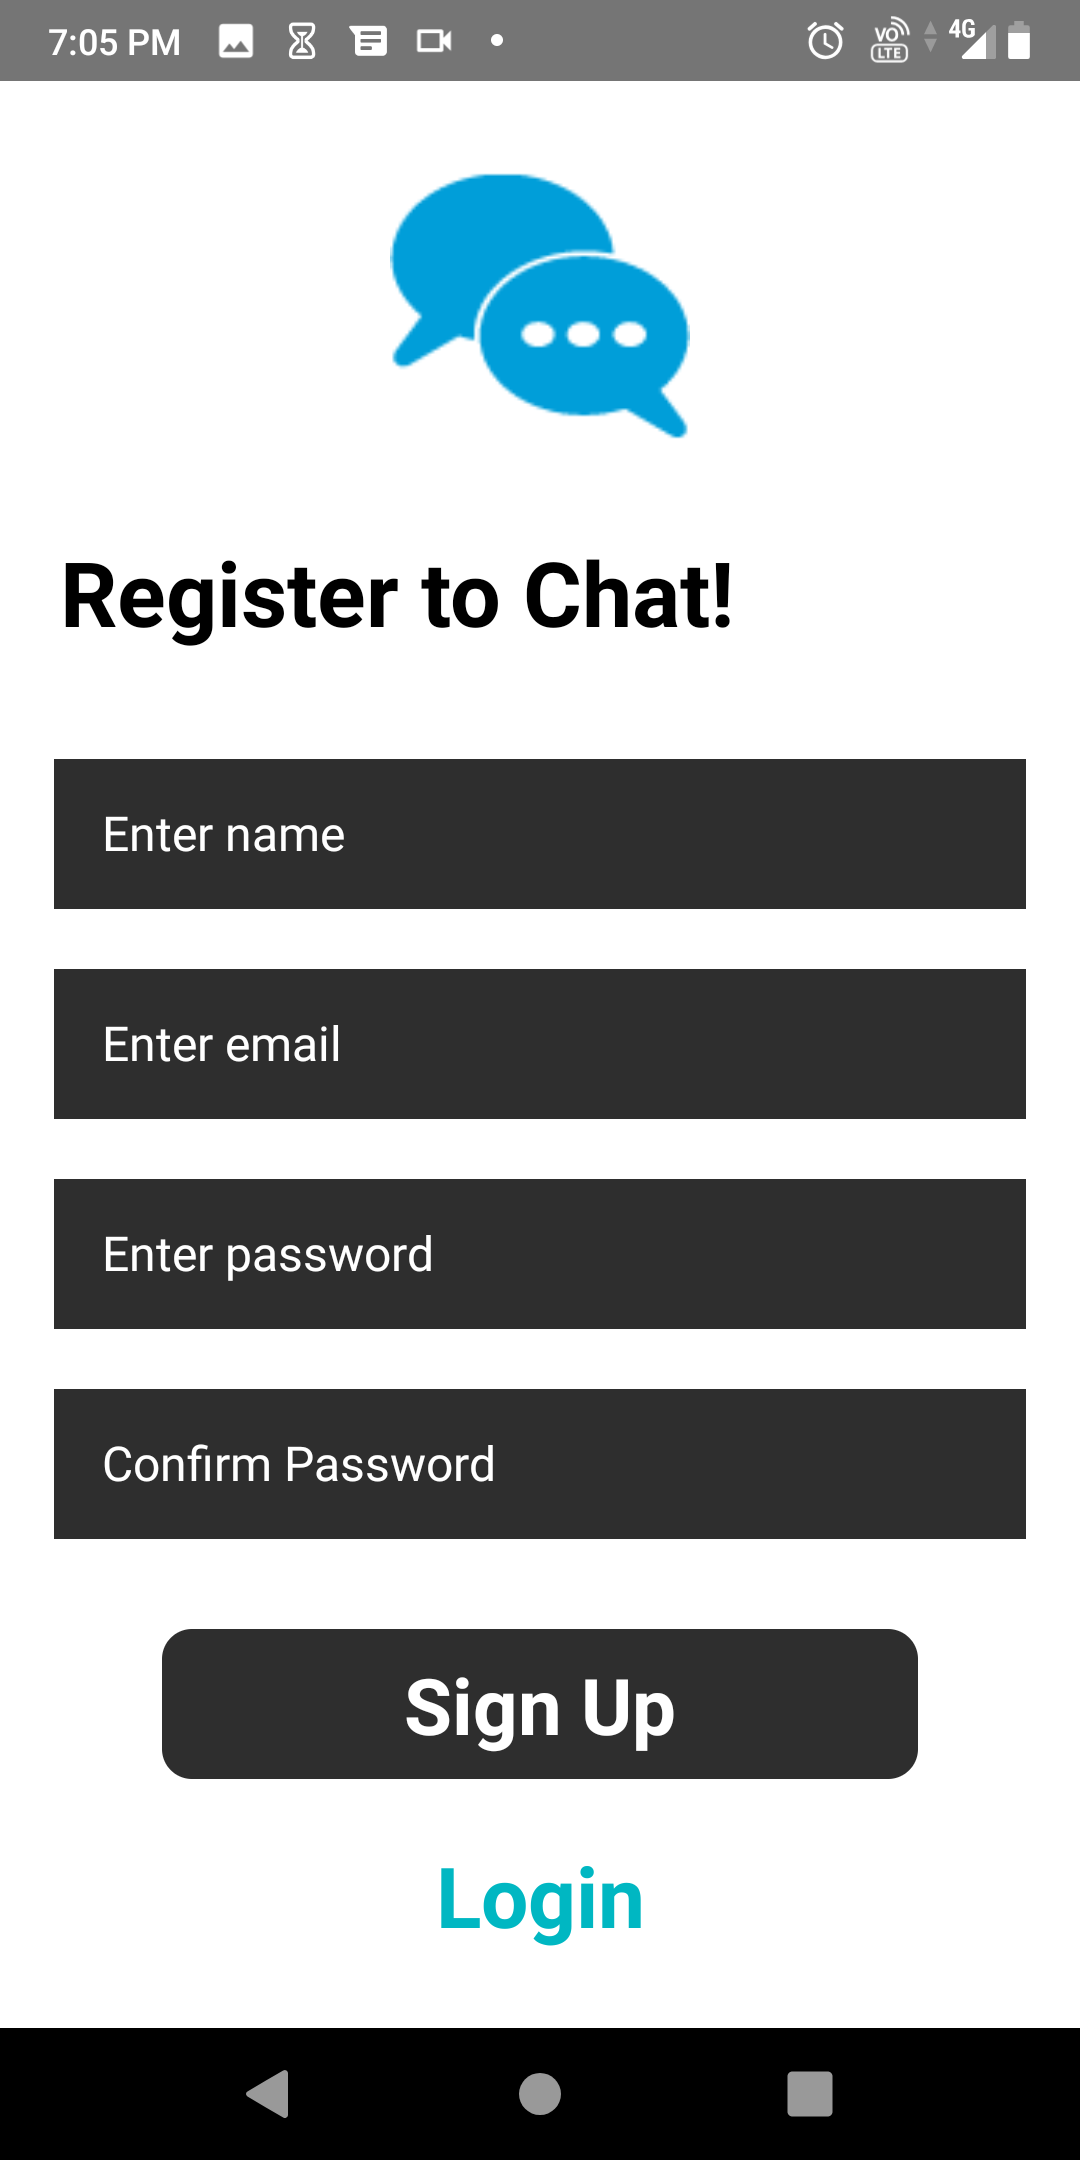 7:05 PM
VO
LTE
4G
Register to Chat!
Enter name
Enter email
Enter password
Confirm Password
Sign Up
Login